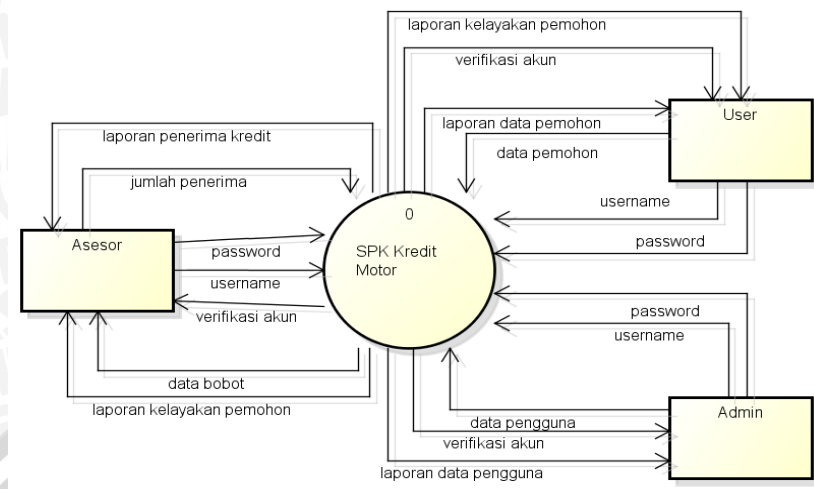 laporan kelayakan pemohon
verifikasi akun
User
laporan data pemohon
data pemohon
laporan penerima kredit
jumlah penerima
username
password
0
SPK Kredit
Motor
Asesor
password
username
verifikasi akun
password
username
data bobot
laporan kelayakan pemohon
Admin
data pengguna
verifikasi akun
laporan data pengguna